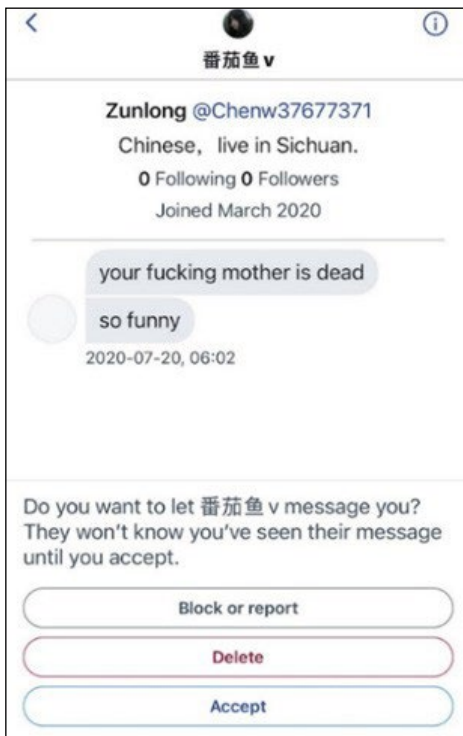 番茄鱼v
Zunlong @Chenw37677371
Chinese， live in Sichuan.
0 Following 0 Followers
Joined March 2020
your fucking mother is dead
so funny
2020-07-20, 06:02
Do you want to let 番茄鱼 v message you?
They won't know you've seen their message
until you accept.
Block or report
Delete
Accept